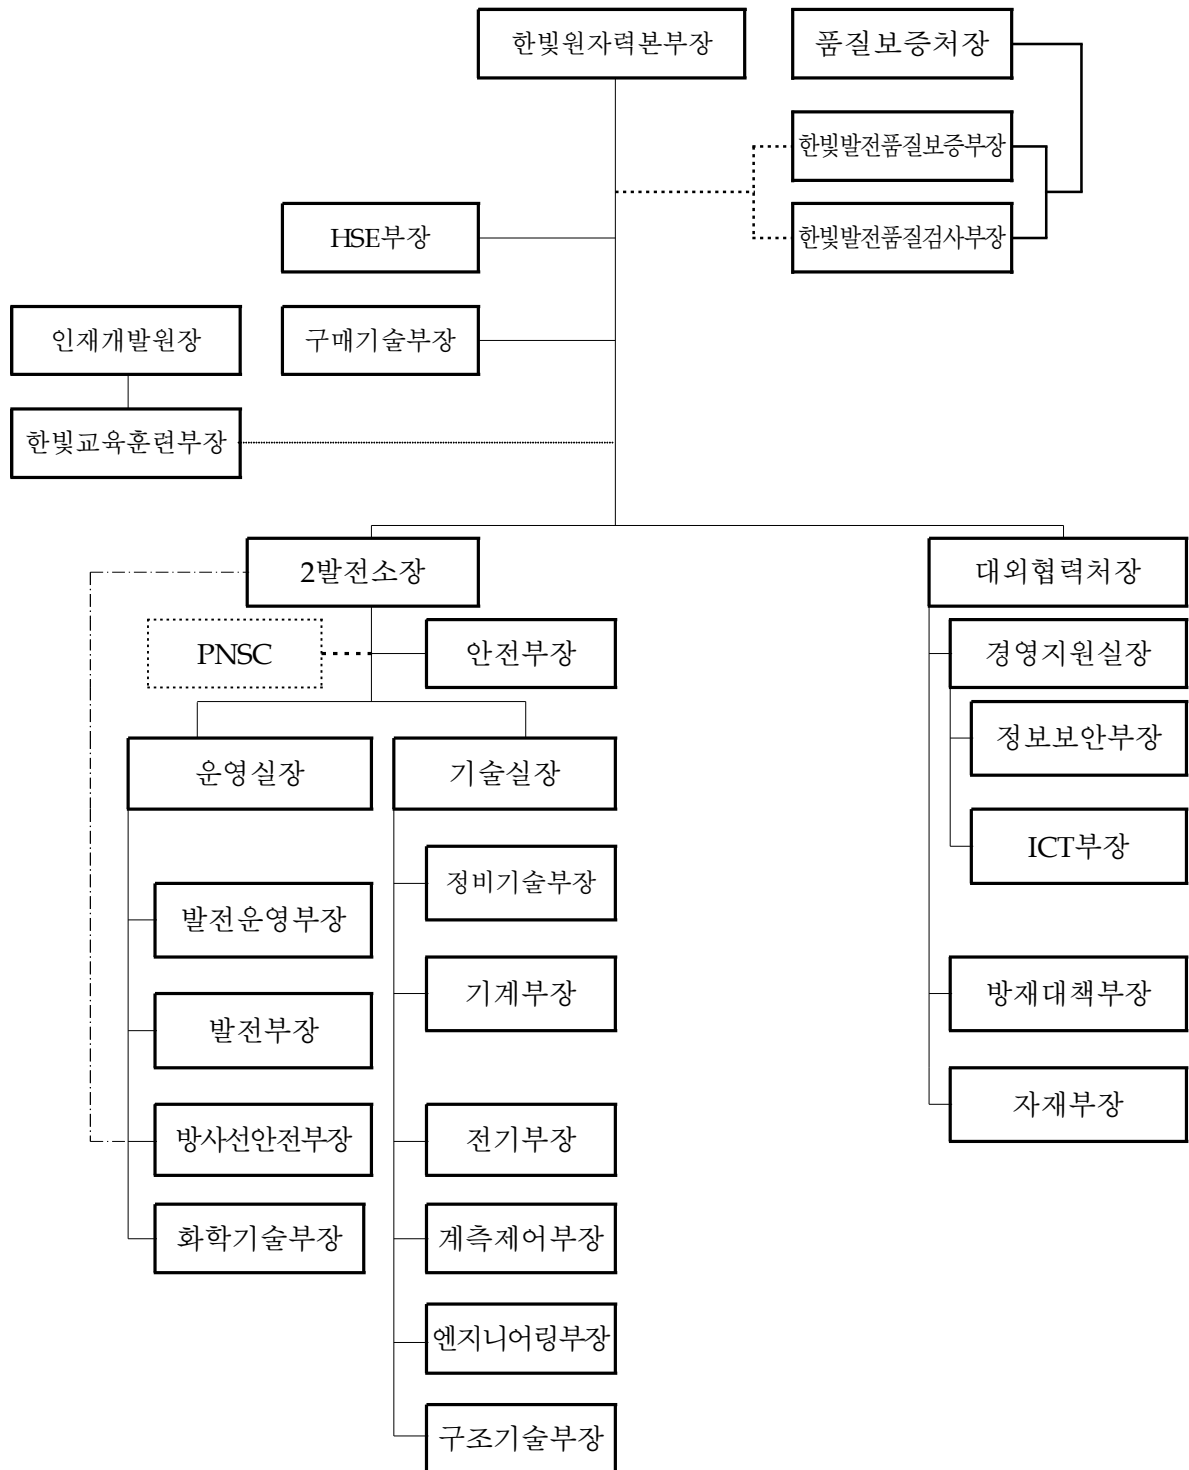 한빛원자력본부장
품질보증처장
한빛발전품질보증부장
한빛발전품질검사부장
HSE부장
인재개발원장
구매기술부장
한빛교육훈련부장
2발전소장
대외협력처장
PNSC
안전부장
경영지원실장
정보보안부장
운영실장
기술실장
ICT부장
정비기술부장
발전운영부장
기계부장
방재대책부장
발전부장
자재부장
방사선안전부장
전기부장
화학기술부장
계측제어부장
엔지니어링부장
구조기술부장